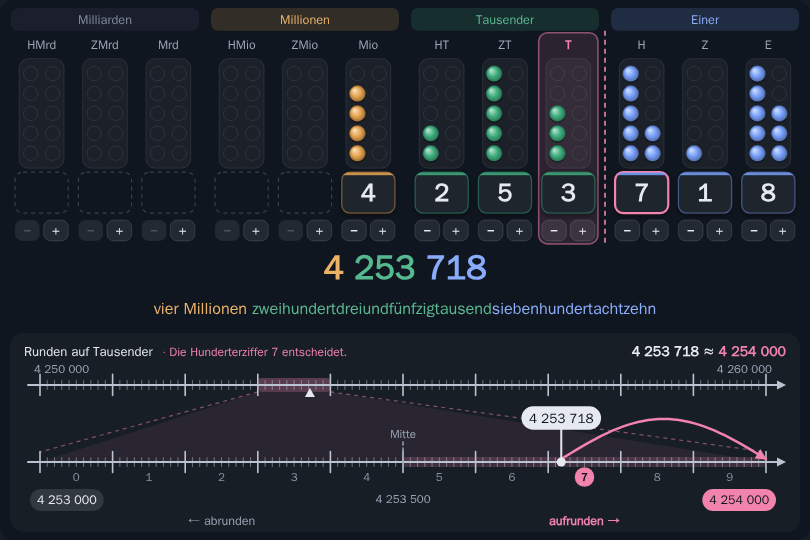 Milliarden Millionen Tausender Einer
HMrd ZMrd Mrd HMio ZMio Mio HT ZT T H Z E
4 2 5 3 7 1 8
− + − + − + − + − + − + − + − + − + − + − + − +
4 253 718
vier Millionen zweihundertdreiundfünfzigtausendsiebenhundertachtzehn
Runden auf Tausender · Die Hunderterziffer 7 entscheidet. 4 253 718 ≈ 4 254 000
4 250 000 4 260 000
4 253 718
Mitte
0 1 2 3 4 5 6 7 8 9
4 253 000 4 253 500 4 254 000
← abrunden aufrunden →